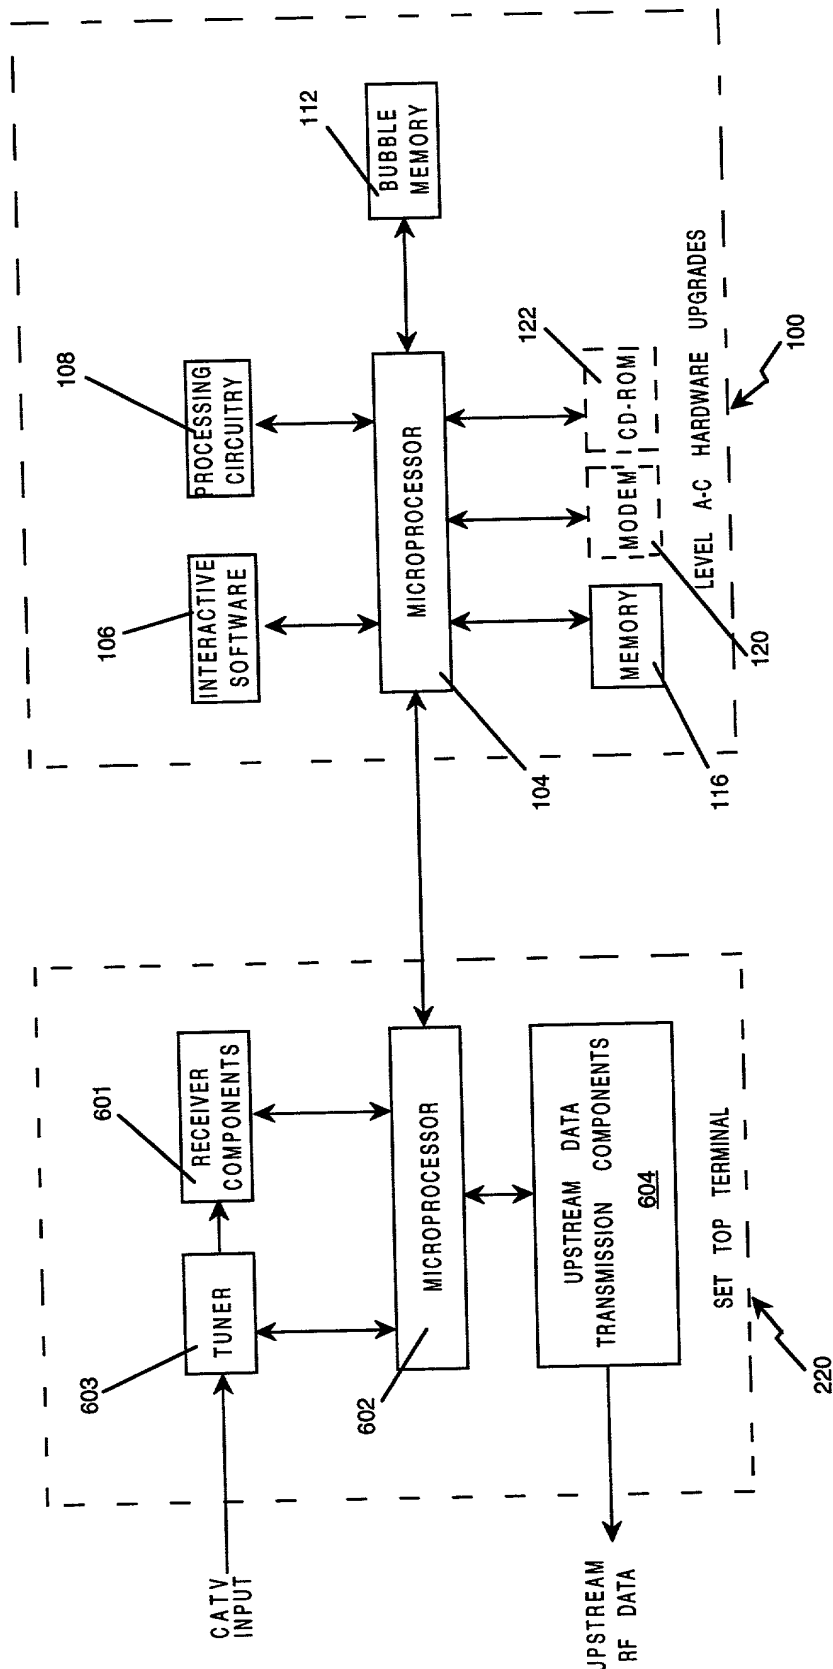 CATV
INPUT
603
TUNER
601
RECEIVER
COMPONENTS
602
MICROPROCESSOR
UPSTREAM DATA
TRANSMISSION COMPONENTS
604
UPSTREAM
RF DATA
SET TOP TERMINAL
220
106
INTERACTIVE
SOFTWARE
108
PROCESSING
CIRCUITRY
104
MICROPROCESSOR
112
BUBBLE
MEMORY
116
MEMORY
120
MODEM
122
CD-ROM
LEVEL A-C HARDWARE UPGRADES
100